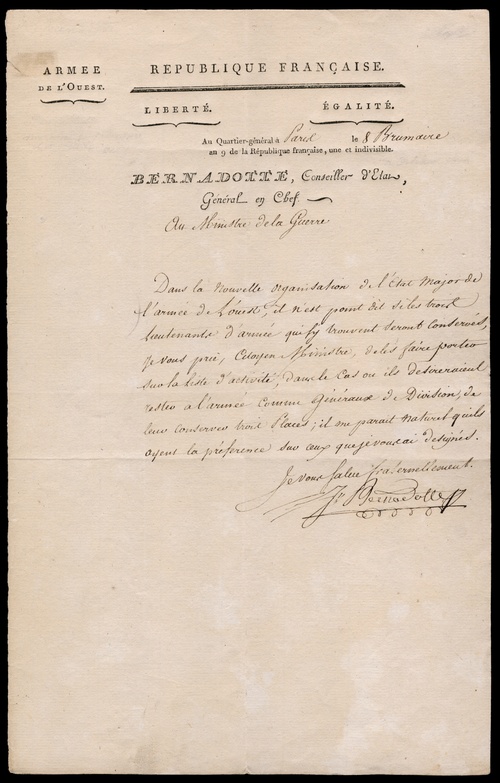 ARMEE
DE L'OUEST.
REPUBLIQUE FRANÇAISE.
LIBERTÉ.
ÉGALITÉ.
Au Quartier-général à Paris le 8 Brumaire
an 9 de la République française, une et indivisible.
BERNADOTTE, Conseiller d'Etat,
Général en Chef
Au Ministre de la Guerre
Dans la nouvelle organisation de l'Etat major de
l'armée de L'ouest, il n'est point dit si les trois
lieutenants d'armée qui s'y trouvent seront conservés,
Je vous prie, Citoyen Ministre, de les faire porter
sur la liste d'activité, dans le cas ou ils desireraient
rester a l'armée comme Généraux de Division, de
leur conserver trois Places; il me parait naturel qu'ils
ayent la préférence sur ceux que je vous ai designés.
Je vous salue fraternellement.
Jn Bernadotte